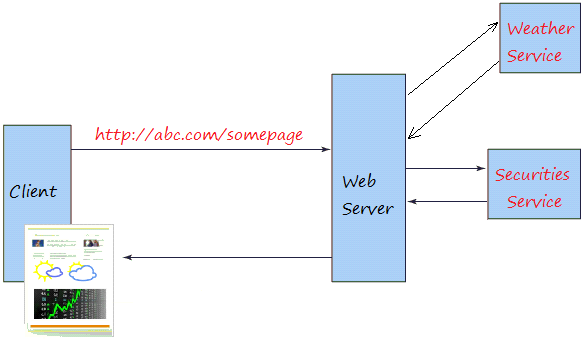 Weather
Service
http://abc.com/somepage
Client
Web
Server
Securities
Service